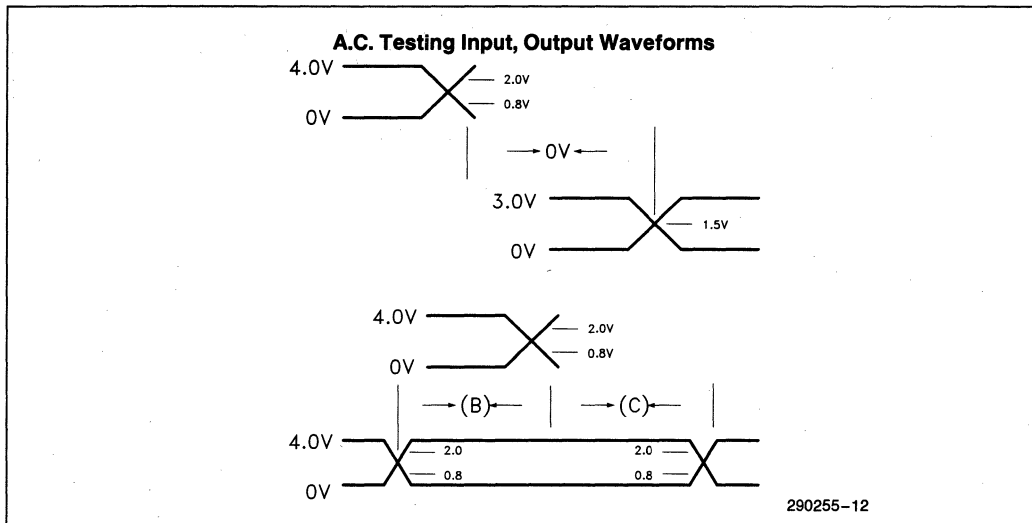 A.C. Testing Input, Output Waveforms
4.0V
2.0V
0.8V
0V
0V
3.0V
1.5V
0V
4.0V
2.0V
0.8V
0V
(B)
(C)
4.0V
2.0
2.0
0.8
0.8
0V
290255-12